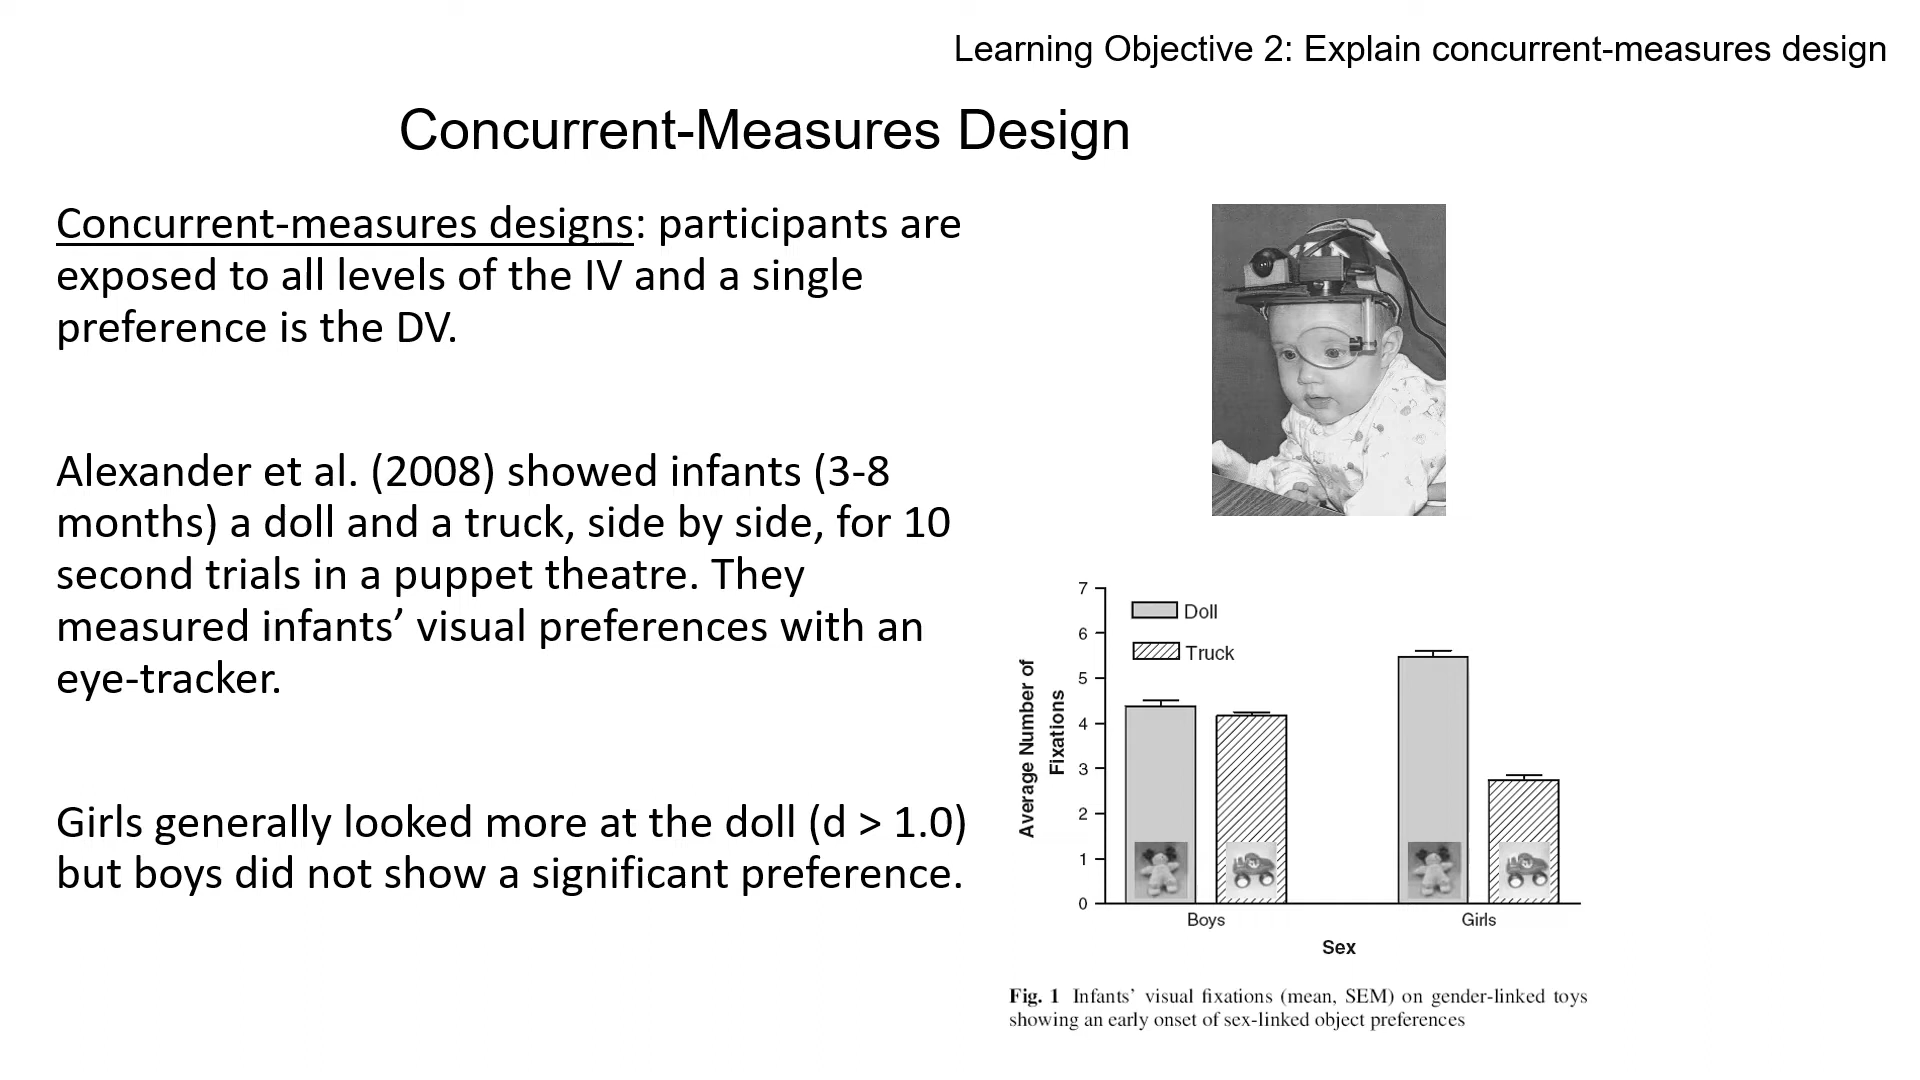 Learning Objective 2: Explain concurrent-measures design
Concurrent-Measures Design
Concurrent-measures designs: participants are
exposed to all levels of the IV and a single
preference is the DV.
Alexander et al. (2008) showed infants (3-8
months) a doll and a truck, side by side, for 10
second trials in a puppet theatre. They
measured infants’ visual preferences with an
eye-tracker.
Girls generally looked more at the doll (d > 1.0)
but boys did not show a significant preference.
7
6
5
4
3
2
1
0
Average Number of
Fixations
Doll
Truck
Boys
Girls
Sex
Fig. 1 Infants’ visual fixations (mean, SEM) on gender-linked toys
showing an early onset of sex-linked object preferences